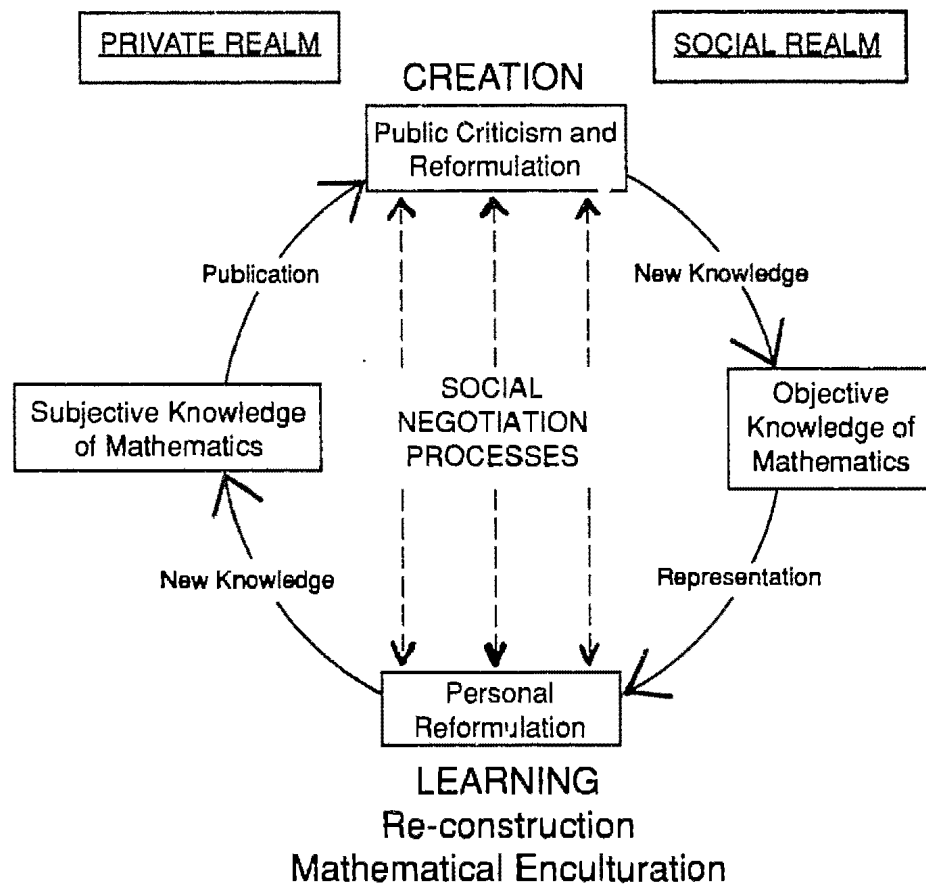 PRIVATE REALM
SOCIAL REALM
CREATION
Public Criticism and
Reformulation
Publication
New Knowledge
SOCIAL
NEGOTIATION
PROCESSES
Subjective Knowledge
of Mathematics
Objective
Knowledge of
Mathematics
New Knowledge
Representation
Personal
Reformulation
LEARNING
Re-construction
Mathematical Enculturation